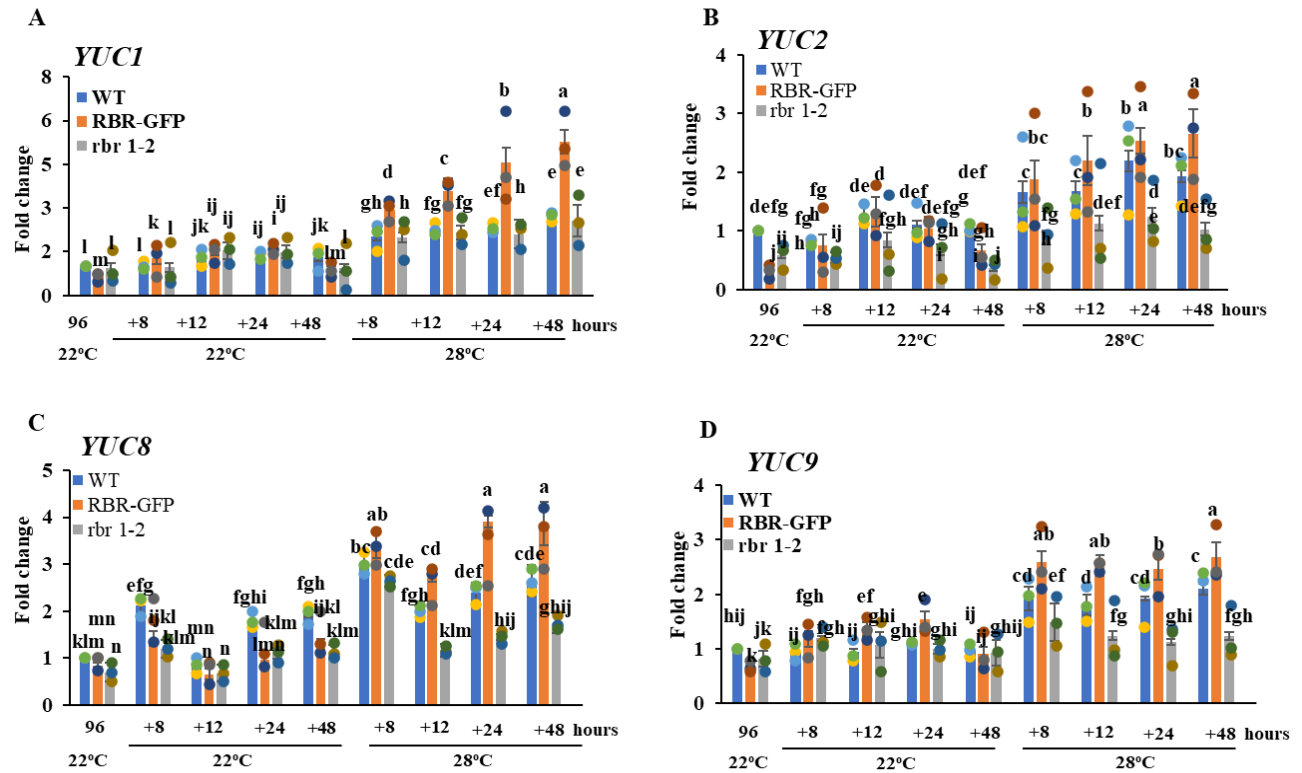 A
YUC1
8
6
5
3
2
0
Fold change
WT
RBR-GFP
rbr 1-2
l m l
k l
jk ij ij
ij i ij
jk lm l
gh d h
fg c fg
ef b h
e a e
96 +8 +12 +24 +48 +8 +12 +24 +48 hours
22ºC 22ºC 28ºC
B
YUC2
4
3
2
1
0
Fold change
WT
RBR-GFP
rbr 1-2
defg j ij
fgh fg h
de d fgh
def defg i
def g gh i j
c bc fg h
c b def
b a d e
bc a defg
96 +8 +12 +24 +48 +8 +12 +24 +48 hours
22ºC 22ºC 28ºC
C
YUC8
5
4
3
2
1
0
Fold change
WT
RBR-GFP
rbr 1-2
klm mn n
efg ijkl klm
mn n n
fghi lmn klm
fgh ijkl klm
bc ab cde
fgh cd klm
def a hij
cde a ghij
96 +8 +12 +24 +48 +8 +12 +24 +48 hours
22ºC 22ºC 28ºC
D
YUC9
4
3
2
1
0
Fold change
WT
RBR-GFP
rbr 1-2
hij k jk
ij fgh fgh
ij ef ghi
ghi e ghi
ij ij ghij
cd ab cd
d ab fg
cd b ghi
c a fg
96 +8 +12 +24 +48 +8 +12 +24 +48 hours
22ºC 22ºC 28ºC